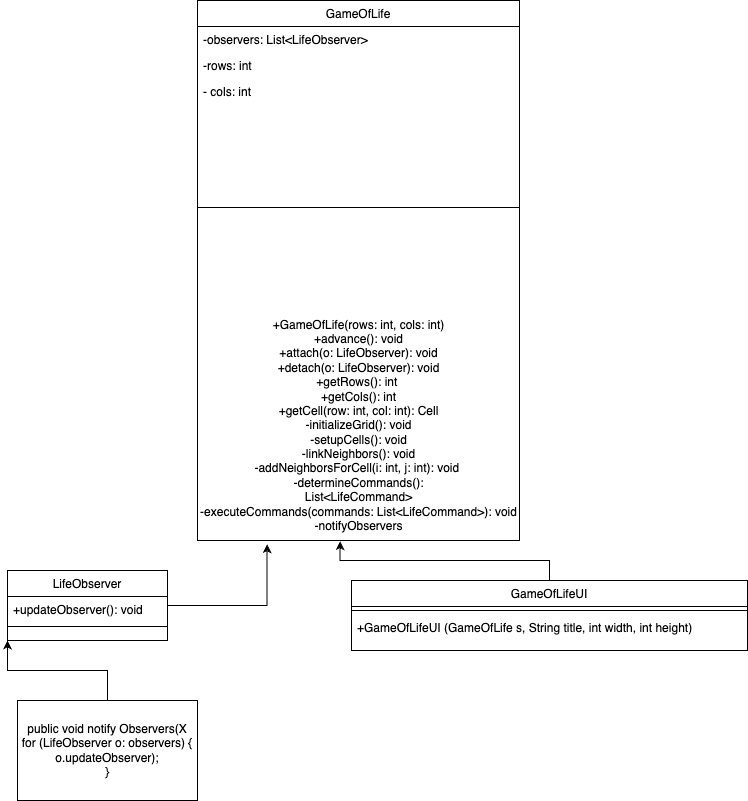 GameOfLife
-observers: List<LifeObserver>
-rows: int
- cols: int
+GameOfLife(rows: int, cols: int)
+advance(): void
+attach(o: LifeObserver): void
+detach(o: LifeObserver): void
+getRows(): int
+getCols(): int
+getCell(row: int, col: int): Cell
-initializeGrid(): void
-setupCells(): void
-linkNeighbors(): void
-addNeighborsForCell(i: int, j: int): void
-determineCommands():
List<LifeCommand>
-executeCommands(commands: List<LifeCommand>): void
-notifyObservers
LifeObserver
+updateObserver(): void
GameOfLifeUI
+GameOfLifeUI (GameOfLife s, String title, int width, int height)
public void notify Observers(X
for (LifeObserver o: observers) {
o.updateObserver);
}